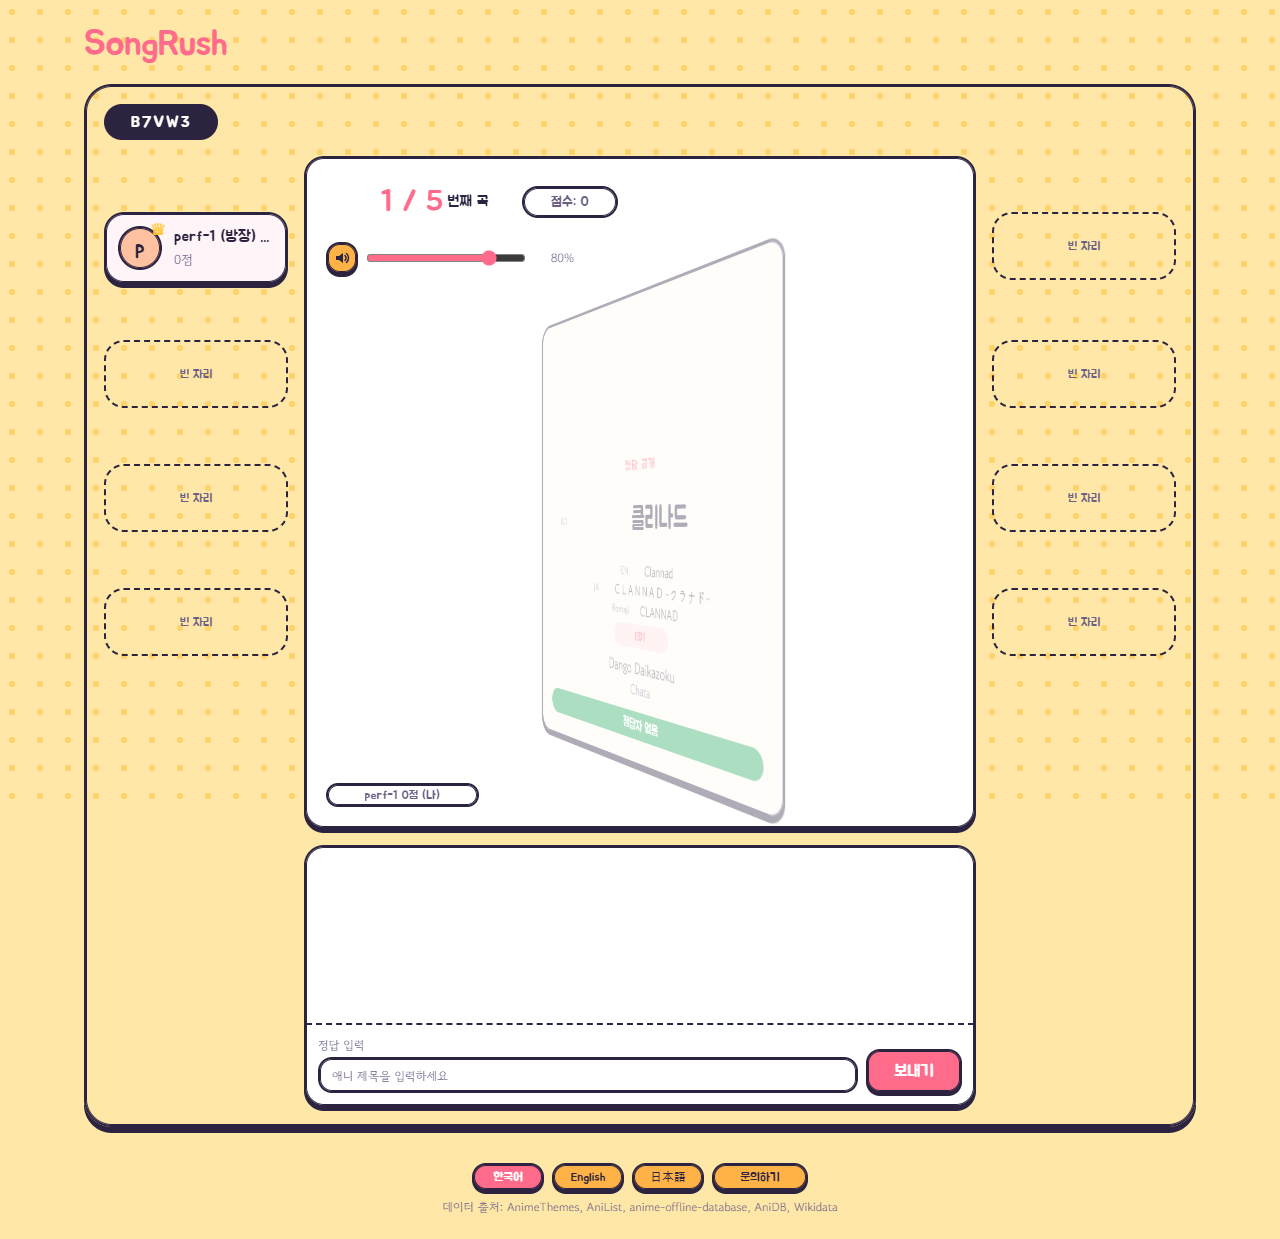 SongRush
B7VW3
1 / 5 번째 곡
점수: 0
P
perf-1 (방장) ...
0점
80%
빈 자리
빈 자리
빈 자리
빈 자리
빈 자리
빈 자리
빈 자리
정답 공개
KO 클라나드
EN Clannad
JA CLANNAD -クラナド-
Romaji CLANNAD
ED1
Dango Daikazoku
Chata
정답자 없음
perf-1 0점 (나)
정답 입력
애니 제목을 입력하세요
보내기
한국어
English
日本語
문의하기
데이터 출처: AnimeThemes, AniList, anime-offline-database, AniDB, Wikidata